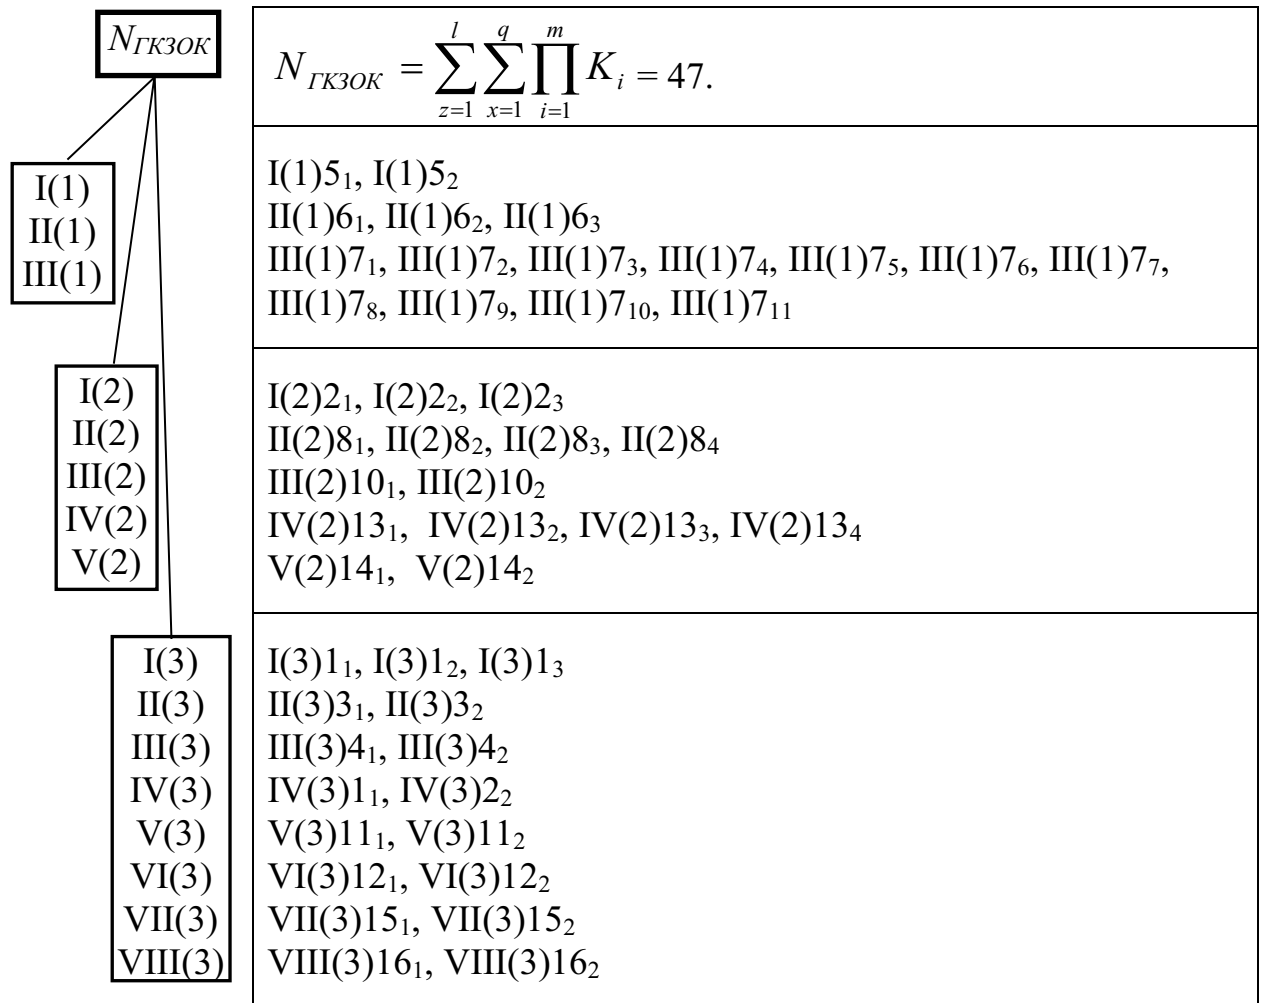 N_ГКЗОК
N_ГКЗОК = \sum_{z=1}^{l} \sum_{x=1}^{q} \prod_{i=1}^{m} K_i = 47.
I(1)
II(1)
III(1)
I(1)5₁, I(1)5₂
II(1)6₁, II(1)6₂, II(1)6₃
III(1)7₁, III(1)7₂, III(1)7₃, III(1)7₄, III(1)7₅, III(1)7₆, III(1)7₇,
III(1)7₈, III(1)7₉, III(1)7₁₀, III(1)7₁₁
I(2)
II(2)
III(2)
IV(2)
V(2)
I(2)2₁, I(2)2₂, I(2)2₃
II(2)8₁, II(2)8₂, II(2)8₃, II(2)8₄
III(2)10₁, III(2)10₂
IV(2)13₁, IV(2)13₂, IV(2)13₃, IV(2)13₄
V(2)14₁, V(2)14₂
I(3)
II(3)
III(3)
IV(3)
V(3)
VI(3)
VII(3)
VIII(3)
I(3)1₁, I(3)1₂, I(3)1₃
II(3)3₁, II(3)3₂
III(3)4₁, III(3)4₂
IV(3)1₁, IV(3)2₂
V(3)11₁, V(3)11₂
VI(3)12₁, VI(3)12₂
VII(3)15₁, VII(3)15₂
VIII(3)16₁, VIII(3)16₂